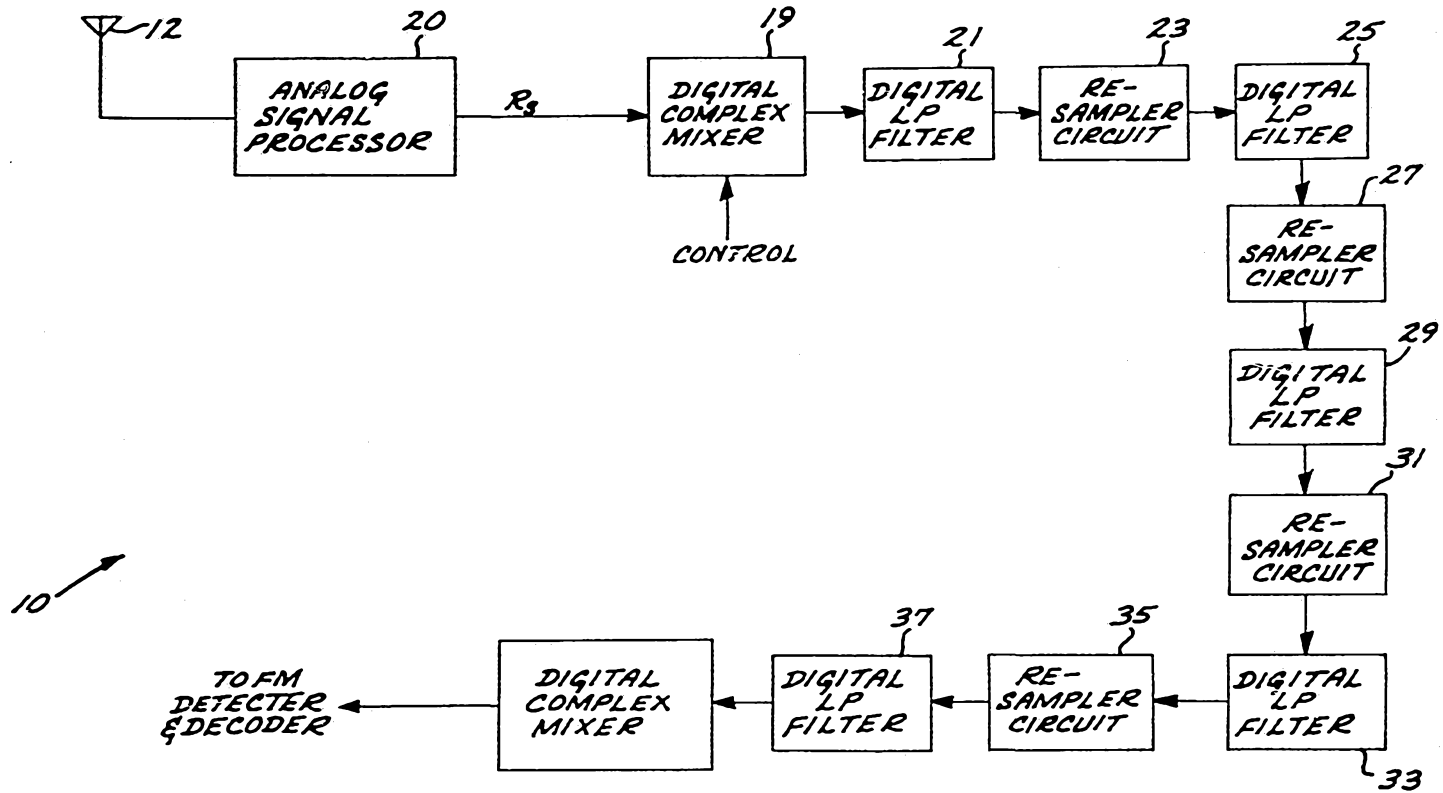 12
20
19
21
23
25
ANALOG
SIGNAL
PROCESSOR
Rs
DIGITAL
COMPLEX
MIXER
DIGITAL
LP
FILTER
RE-
SAMPLER
CIRCUIT
DIGITAL
LP
FILTER
CONTROL
27
RE-
SAMPLER
CIRCUIT
29
DIGITAL
LP
FILTER
31
RE-
SAMPLER
CIRCUIT
10
37
35
TO FM
DETECTER
& DECODER
DIGITAL
COMPLEX
MIXER
DIGITAL
LP
FILTER
RE-
SAMPLER
CIRCUIT
DIGITAL
LP
FILTER
33